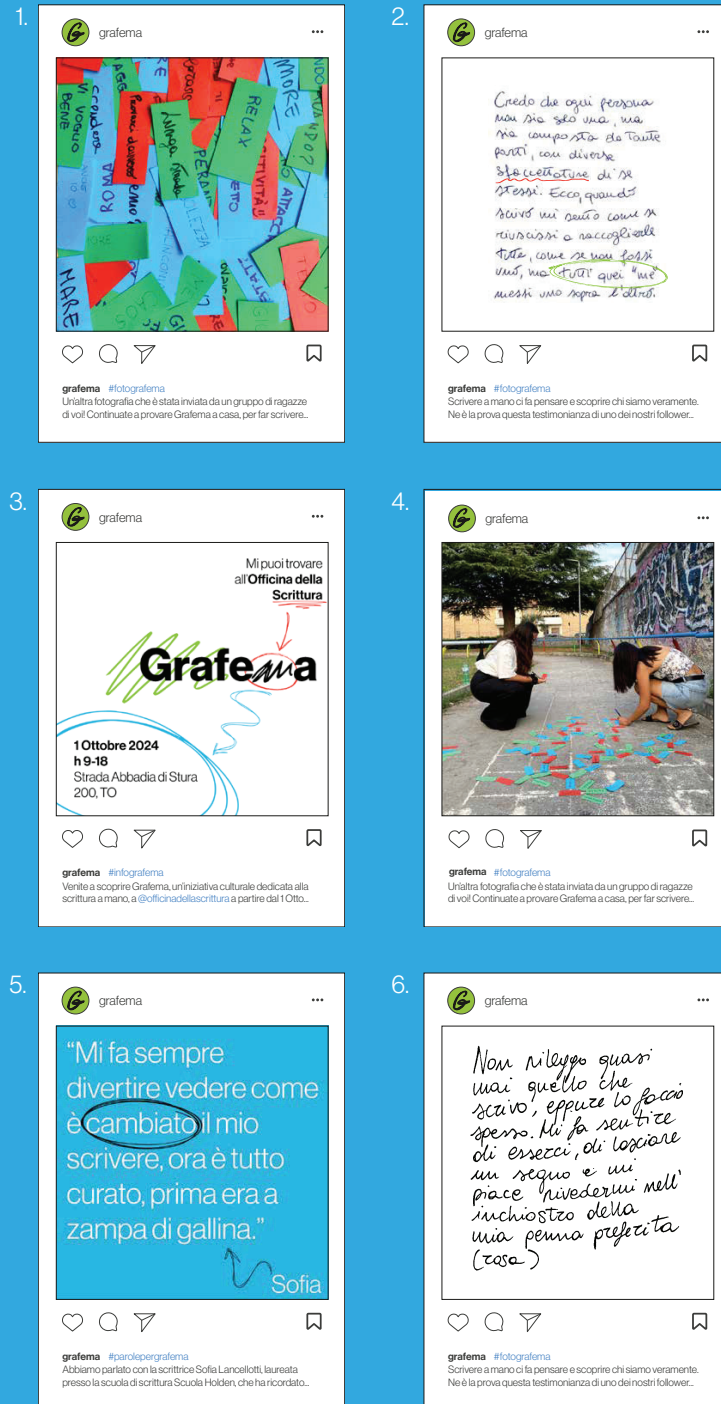 1.
grafema
VI VOGLIO
BENE
ROMA
MARE
RELAX
MORE
grafema #fotografema
Un'altra fotografia che è stata inviata da un gruppo di ragazze
di voi! Continuate a provare Grafema a casa, per far scrivere...
2.
grafema
Credo che ogni persona
non sia solo una, ma
sia composta da tante
parti, con diverse
sfaccettature di se
stessi. Ecco, quando
scrivo mi sento come se
riuscissi a raccoglierle
tutte, come se non fossi
uno, ma tutti quei "me"
messi uno sopra l'altro.
grafema #fotografema
Scrivere a mano ci fa pensare e scoprire chi siamo veramente.
Ne è la prova questa testimonianza di uno dei nostri follower...
3.
grafema
Mi puoi trovare
all'Officina della
Scrittura
Grafema
1 Ottobre 2024
h 9-18
Strada Abbadia di Stura
200, TO
grafema #infografema
Venite a scoprire Grafema, un'iniziativa culturale dedicata alla
scrittura a mano, a @officinadellascrittura a partire dal 1 Otto...
4.
grafema
grafema #fotografema
Un'altra fotografia che è stata inviata da un gruppo di ragazze
di voi! Continuate a provare Grafema a casa, per far scrivere...
5.
grafema
"Mi fa sempre
divertire vedere come
è cambiato il mio
scrivere, ora è tutto
curato, prima era a
zampa di gallina."
Sofia
grafema #parolepergrafema
Abbiamo parlato con la scrittrice Sofia Lancellotti, laureata
presso la scuola di scrittura Scuola Holden, che ha ricordato...
6.
grafema
Non rileggo quasi
mai quello che
scrivo, eppure lo faccio
spesso. Mi fa sentire
di esserci, di lasciare
un segno e mi
piace rivedermi nell'
inchiostro della
mia penna preferita
(rosa)
grafema #fotografema
Scrivere a mano ci fa pensare e scoprire chi siamo veramente.
Ne è la prova questa testimonianza di uno dei nostri follower...